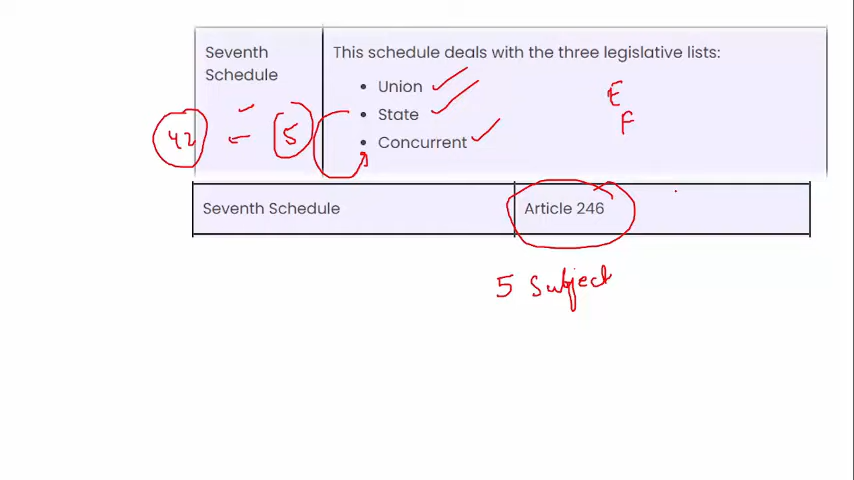 Seventh
Schedule
This schedule deals with the three legislative lists:
• Union
• State
• Concurrent
E
F
42 ← 5
Seventh Schedule
Article 246
5 Subject